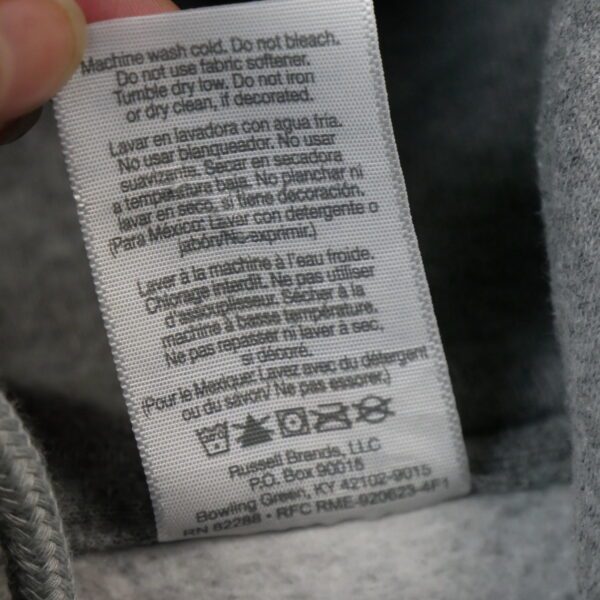 Machine wash cold. Do not bleach.
Do not use fabric softener.
Tumble dry low. Do not iron
or dry clean, if decorated.
Lavar en lavadora con agua fria.
No usar blanqueador. No usar
suavizante. Secar en secadora
a temperatura baja. No planchar ni
lavar en seco, si tiene decoración.
(Para México: Lavar con detergente o
jabón/No exprimir.)
Laver à la machine à l'eau froide.
Chlorage interdit. Ne pas utiliser
d'assouplisseur. Sécher à la
machine à basse température.
Ne pas repasser ni laver à sec,
si décoré.
(Pour le Mexique: Lavez avec du détergent
ou du savon/ Ne pas essorer.)
Russell Brands, LLC
P.O. Box 90015
Bowling Green, KY 42102-9015
RN 82288 • RFC RME-920623-4F1